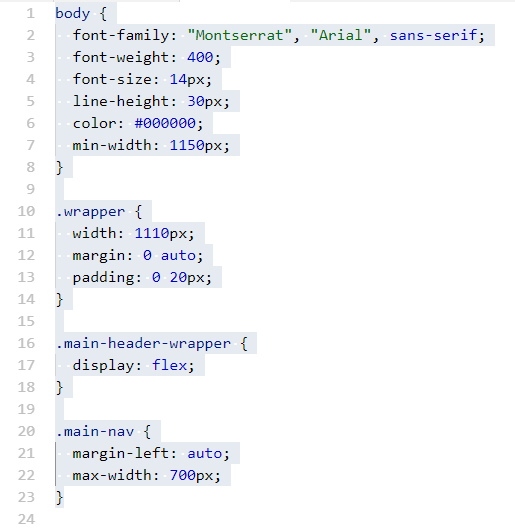 1 body {
2   font-family: "Montserrat", "Arial", sans-serif;
3   font-weight: 400;
4   font-size: 14px;
5   line-height: 30px;
6   color: #000000;
7   min-width: 1150px;
8 }
9
10 .wrapper {
11   width: 1110px;
12   margin: 0 auto;
13   padding: 0 20px;
14 }
15
16 .main-header-wrapper {
17   display: flex;
18 }
19
20 .main-nav {
21   margin-left: auto;
22   max-width: 700px;
23 }
24